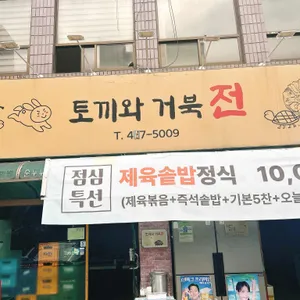 토끼와 거북전
T. 4 7-5009
점심
특선
제육솥밥정식 10,0
(제육볶음+즉석솥밥+기본5찬+오늘